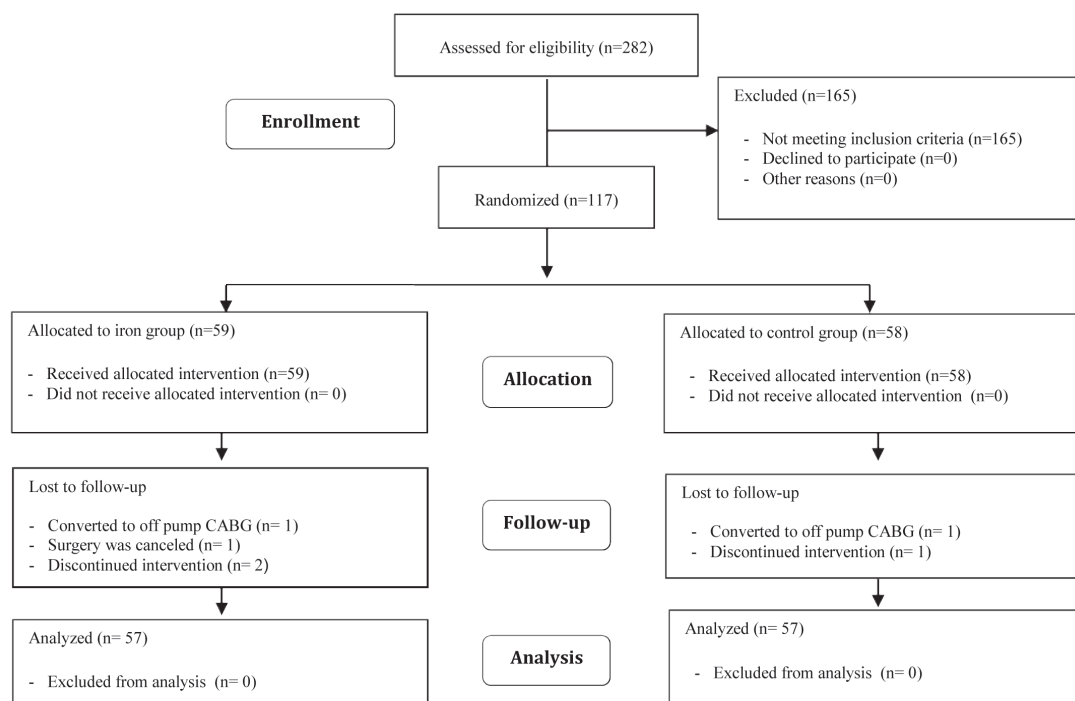 Assessed for eligibility (n=282)
Excluded (n=165)
- Not meeting inclusion criteria (n=165)
- Declined to participate (n=0)
- Other reasons (n=0)
Enrollment
Randomized (n=117)
Allocated to iron group (n=59)
- Received allocated intervention (n=59)
- Did not receive allocated intervention (n= 0)
Allocation
Allocated to control group (n=58)
- Received allocated intervention (n=58)
- Did not receive allocated intervention (n=0)
Lost to follow-up
- Converted to off pump CABG (n= 1)
- Surgery was canceled (n= 1)
- Discontinued intervention (n= 2)
Follow-up
Lost to follow-up
- Converted to off pump CABG (n= 1)
- Discontinued intervention (n= 1)
Analyzed (n= 57)
- Excluded from analysis (n= 0)
Analysis
Analyzed (n= 57)
- Excluded from analysis (n= 0)